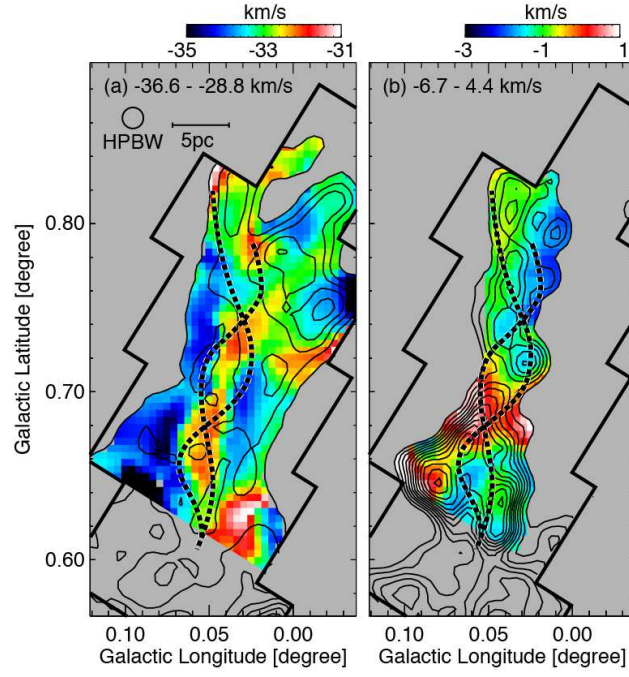 km/s
km/s
-35 -33 -31
-3 -1 1
(a) -36.6 - -28.8 km/s
(b) -6.7 - 4.4 km/s
HPBW
5pc
0.80
0.70
0.60
Galactic Latitude [degree]
0.10 0.05 0.00
0.10 0.05 0.00
Galactic Longitude [degree]
Galactic Longitude [degree]